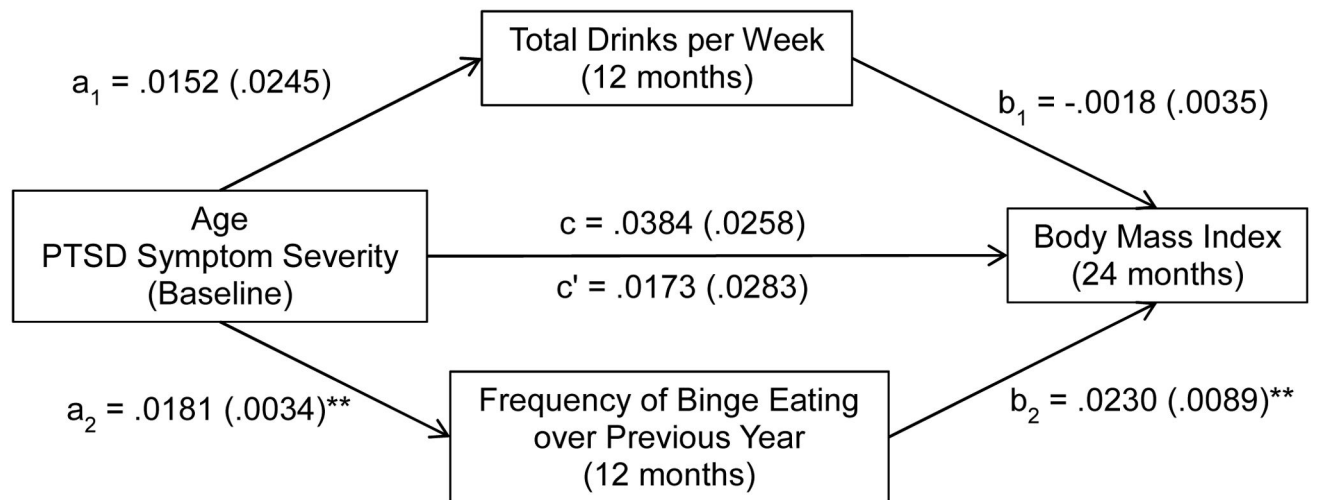 Total Drinks per Week
(12 months)
a₁ = .0152 (.0245)
b₁ = -.0018 (.0035)
Age
PTSD Symptom Severity
(Baseline)
c = .0384 (.0258)
c' = .0173 (.0283)
Body Mass Index
(24 months)
a₂ = .0181 (.0034)**
Frequency of Binge Eating
over Previous Year
(12 months)
b₂ = .0230 (.0089)**